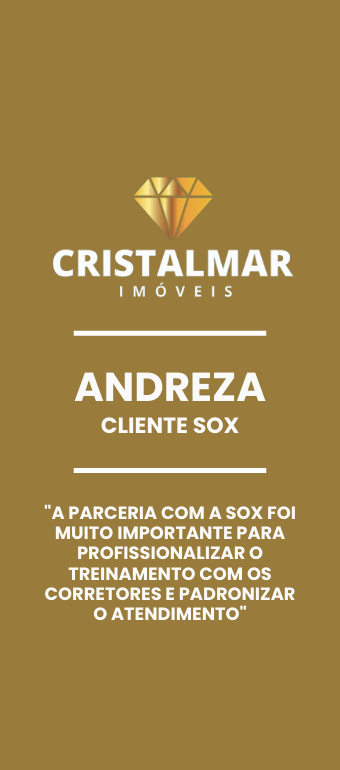 CRISTALMAR
IMÓVEIS
ANDREZA
CLIENTE SOX
"A PARCERIA COM A SOX FOI
MUITO IMPORTANTE PARA
PROFISSIONALIZAR O
TREINAMENTO COM OS
CORRETORES E PADRONIZAR
O ATENDIMENTO"